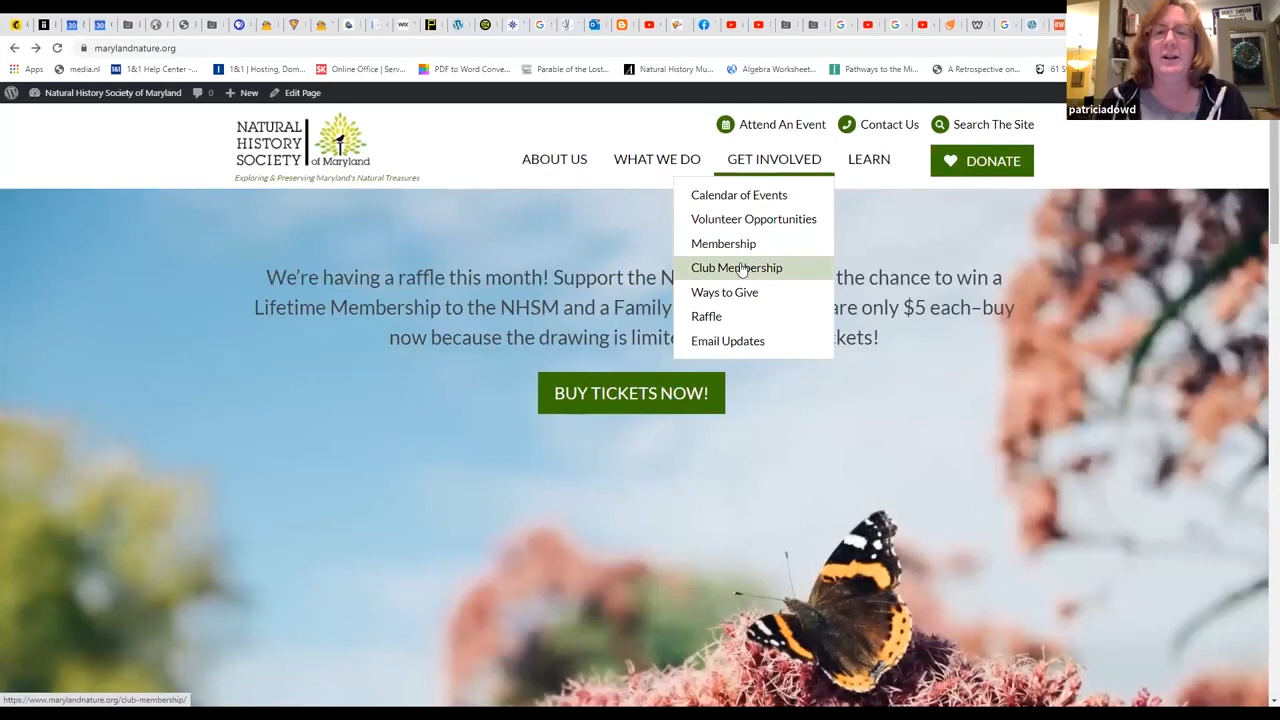 marylandnature.org
Apps media.nl 1&1 Help Center -... 1&1 | Hosting, Dom... Online Office | Serv... PDF to Word Conve... Parable of the Lost... Natural History Mu... Algebra Worksheet... Pathways to the Mi... A Retrospective on...
Natural History Society of Maryland 0 New Edit Page
patriciadowd
NATURAL
HISTORY
SOCIETY of Maryland
Exploring & Preserving Maryland's Natural Treasures
Attend An Event Contact Us Search The Site
ABOUT US WHAT WE DO GET INVOLVED LEARN DONATE
Calendar of Events
Volunteer Opportunities
Membership
Club Membership
Ways to Give
Raffle
Email Updates
We're having a raffle this month! Support the N the chance to win a
Lifetime Membership to the NHSM and a Family are only $5 each–buy
now because the drawing is limite kets!
BUY TICKETS NOW!
https://www.marylandnature.org/club-membership/